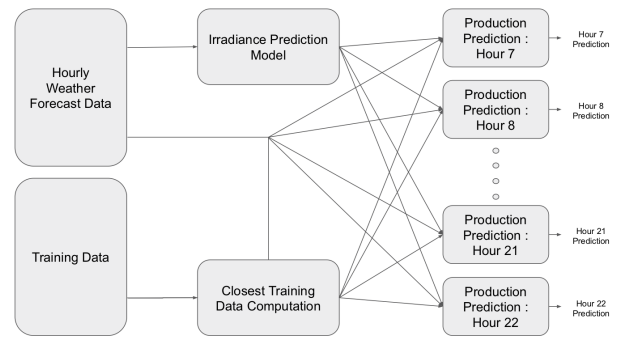 Hourly
Weather
Forecast Data
Training Data
Irradiance Prediction
Model
Closest Training
Data Computation
Production
Prediction :
Hour 7
Production
Prediction :
Hour 8
Production
Prediction :
Hour 21
Production
Prediction :
Hour 22
Hour 7
Prediction
Hour 8
Prediction
Hour 21
Prediction
Hour 22
Prediction